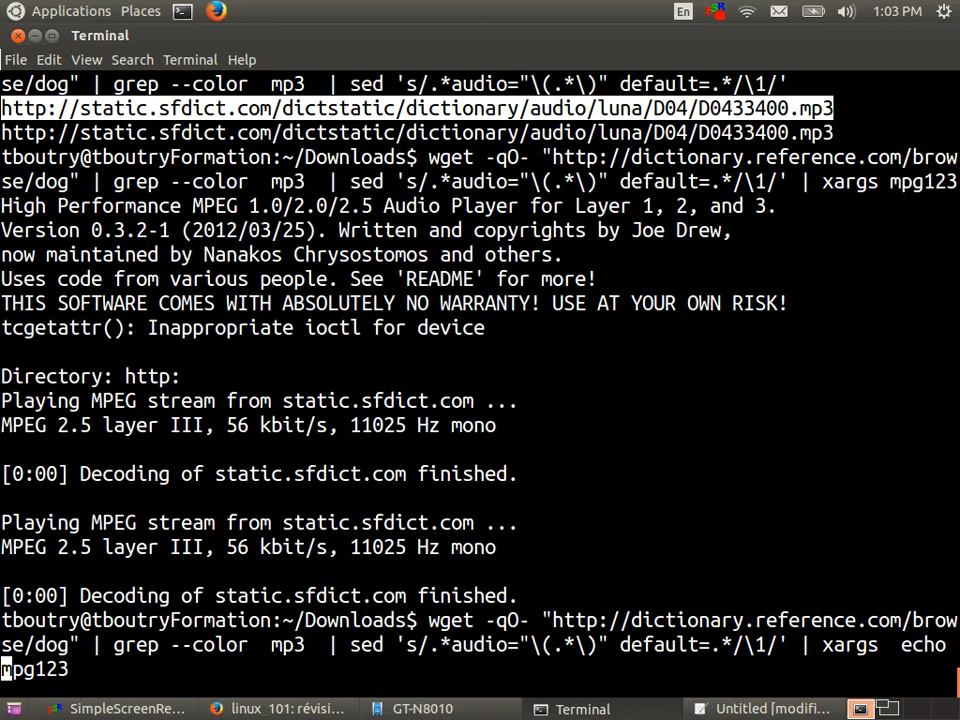 Applications Places En 1:03 PM
Terminal
File Edit View Search Terminal Help
se/dog" | grep --color  mp3  | sed 's/.*audio="\(.*\)" default=.*/\1/'
http://static.sfdict.com/dictstatic/dictionary/audio/luna/D04/D0433400.mp3
http://static.sfdict.com/dictstatic/dictionary/audio/luna/D04/D0433400.mp3
tboutry@tboutryFormation:~/Downloads$ wget -qO- "http://dictionary.reference.com/brow
se/dog" | grep --color  mp3  | sed 's/.*audio="\(.*\)" default=.*/\1/' | xargs mpg123
High Performance MPEG 1.0/2.0/2.5 Audio Player for Layer 1, 2, and 3.
Version 0.3.2-1 (2012/03/25). Written and copyrights by Joe Drew,
now maintained by Nanakos Chrysostomos and others.
Uses code from various people. See 'README' for more!
THIS SOFTWARE COMES WITH ABSOLUTELY NO WARRANTY! USE AT YOUR OWN RISK!
tcgetattr(): Inappropriate ioctl for device
Directory: http:
Playing MPEG stream from static.sfdict.com ...
MPEG 2.5 layer III, 56 kbit/s, 11025 Hz mono
[0:00] Decoding of static.sfdict.com finished.
Playing MPEG stream from static.sfdict.com ...
MPEG 2.5 layer III, 56 kbit/s, 11025 Hz mono
[0:00] Decoding of static.sfdict.com finished.
tboutry@tboutryFormation:~/Downloads$ wget -qO- "http://dictionary.reference.com/brow
se/dog" | grep --color  mp3  | sed 's/.*audio="\(.*\)" default=.*/\1/' | xargs  echo
mpg123
SimpleScreenRe... linux_101: révisi... GT-N8010 Terminal Untitled [modifi...